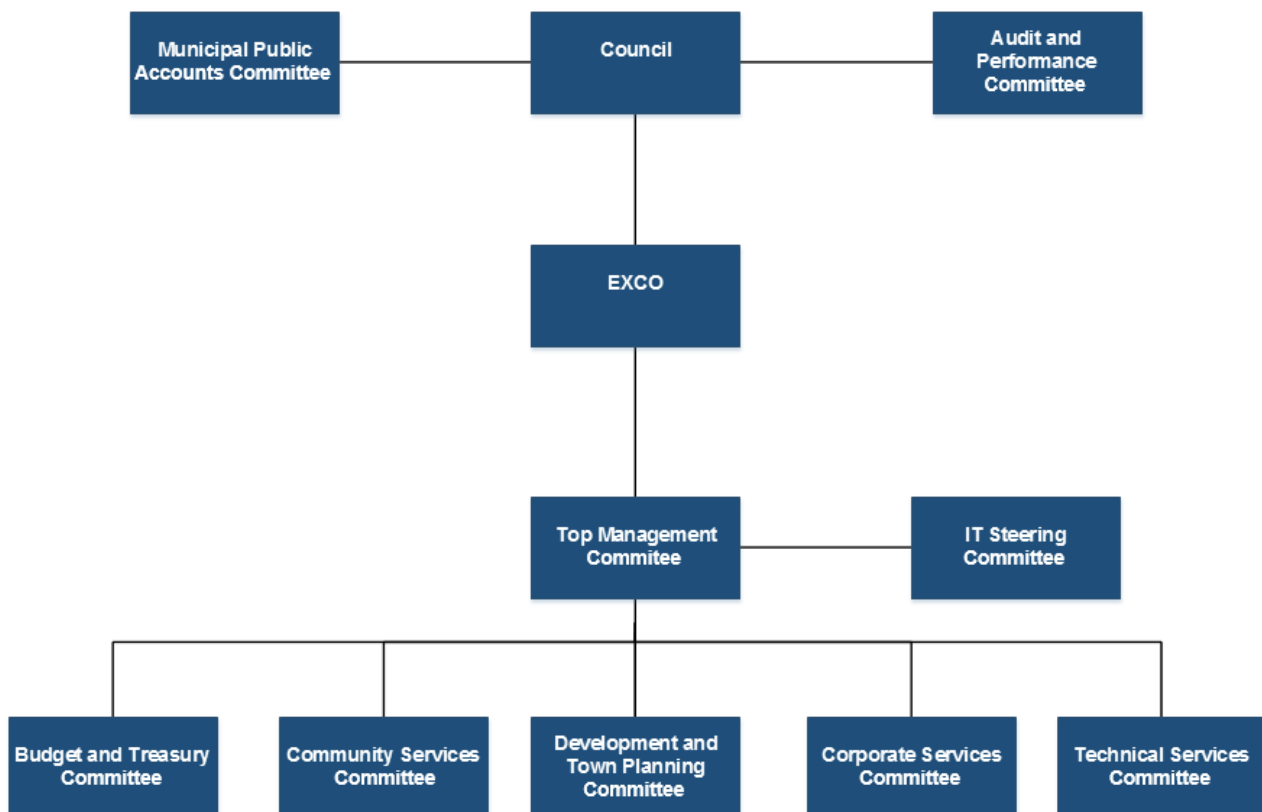 Municipal Public
Accounts Committee
Council
Audit and
Performance
Committee
EXCO
Top Management
Commitee
IT Steering
Committee
Budget and Treasury
Committee
Community Services
Committee
Development and
Town Planning
Committee
Corporate Services
Committee
Technical Services
Committee